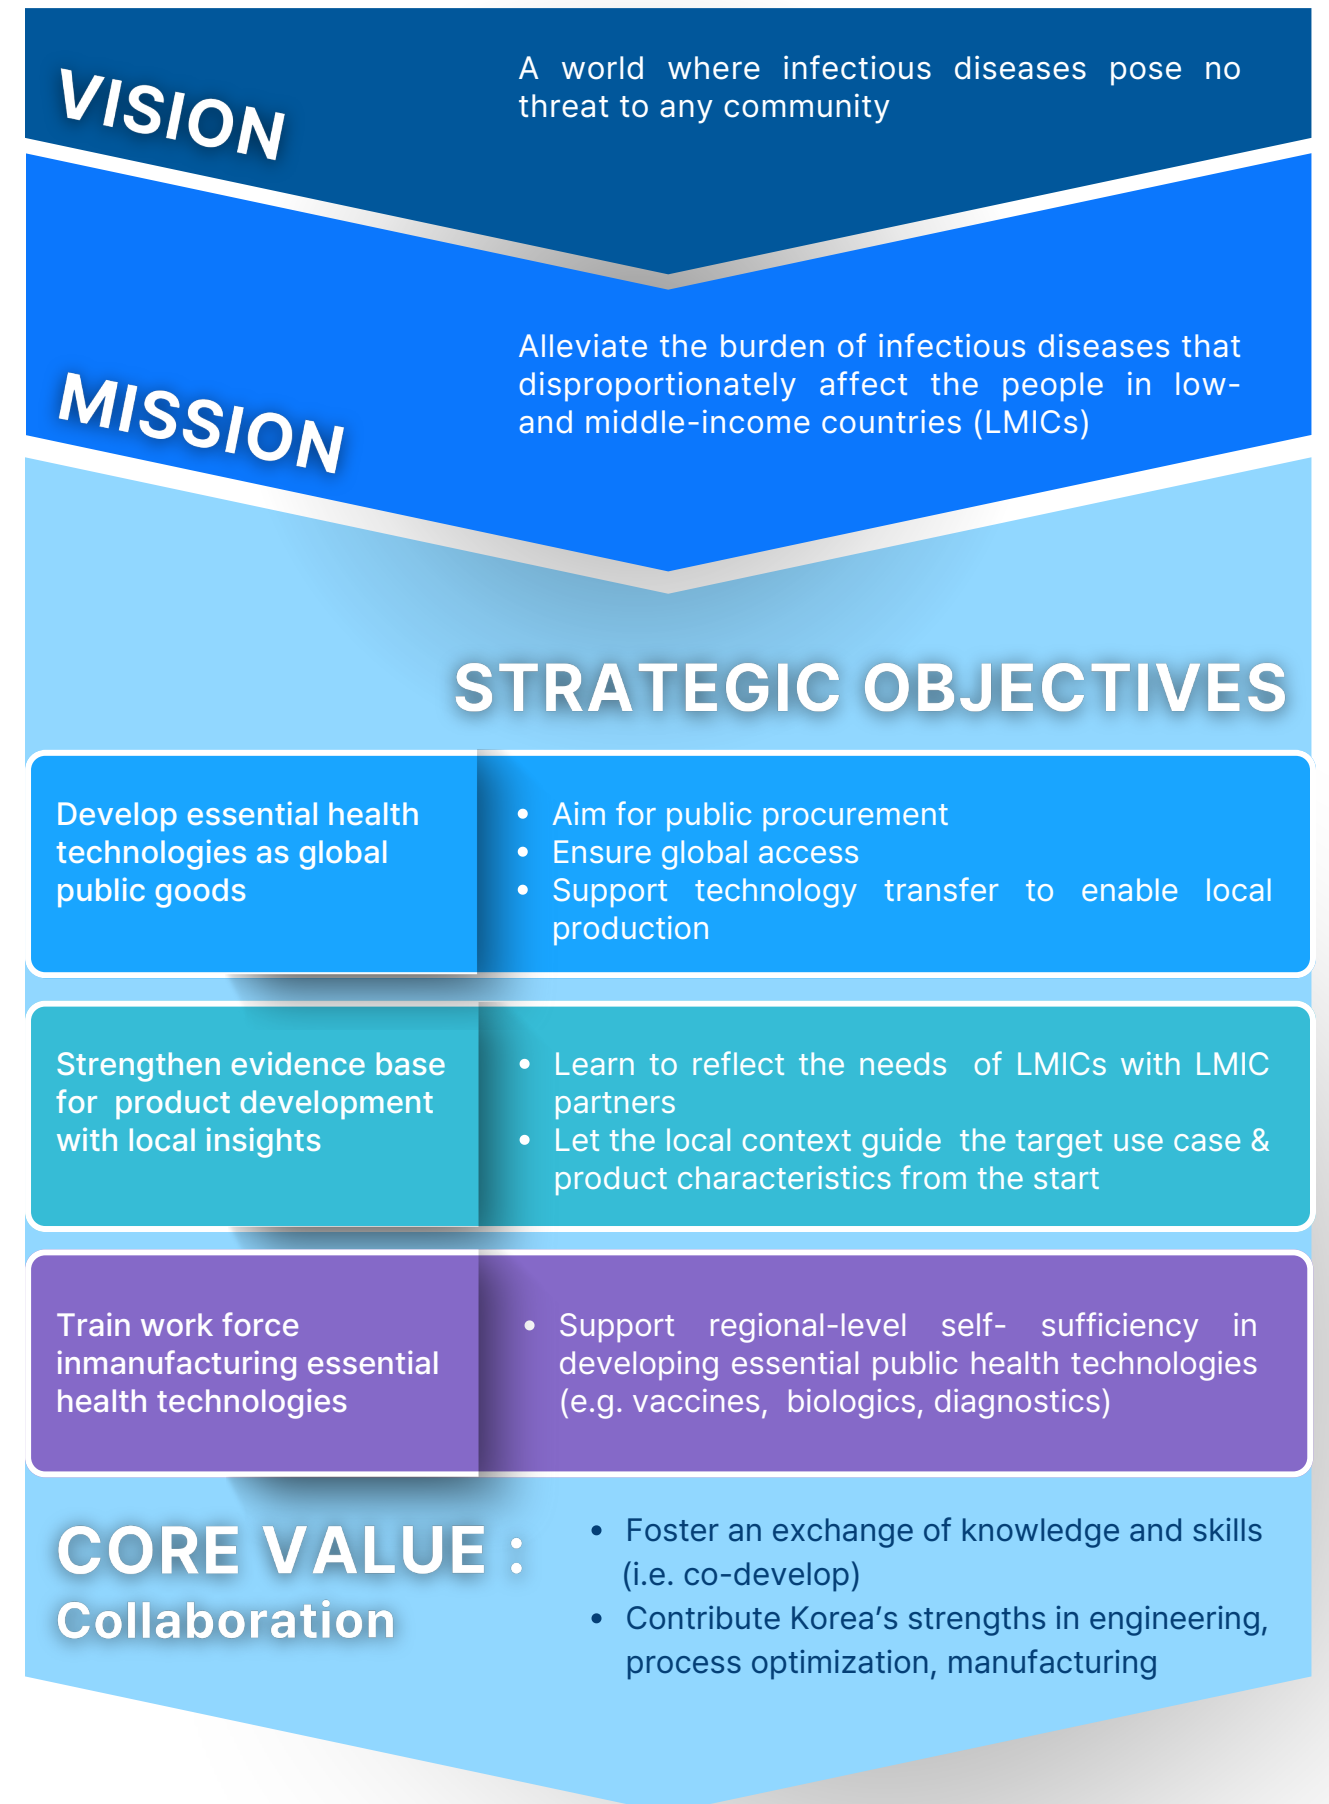 VISION
A world where infectious diseases pose no
threat to any community
MISSION
Alleviate the burden of infectious diseases that
disproportionately affect the people in low-
and middle-income countries (LMICs)
STRATEGIC OBJECTIVES
Develop essential health
technologies as global
public goods
• Aim for public procurement
• Ensure global access
• Support technology transfer to enable local
production
Strengthen evidence base
for product development
with local insights
• Learn to reflect the needs of LMICs with LMIC
partners
• Let the local context guide the target use case &
product characteristics from the start
Train work force
inmanufacturing essential
health technologies
• Support regional-level self- sufficiency in
developing essential public health technologies
(e.g. vaccines, biologics, diagnostics)
CORE VALUE :
Collaboration
• Foster an exchange of knowledge and skills
(i.e. co-develop)
• Contribute Korea’s strengths in engineering,
process optimization, manufacturing